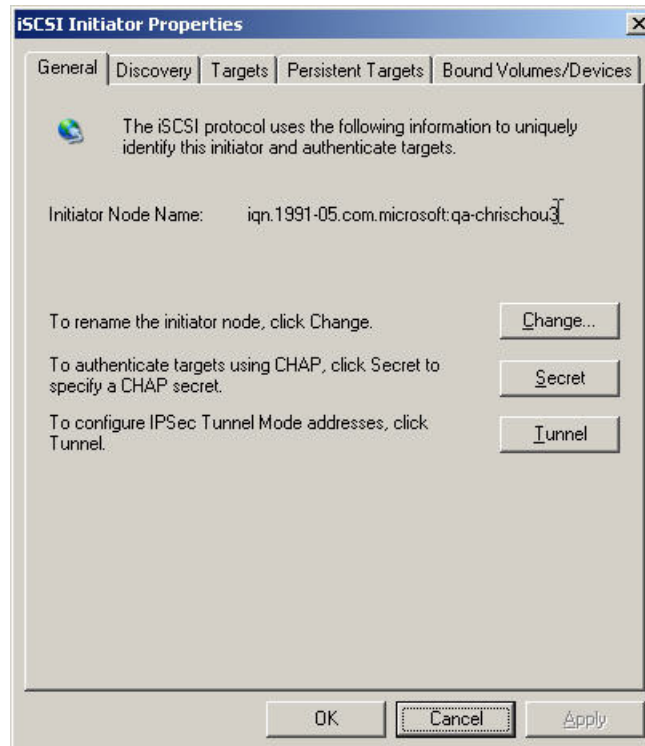 iSCSI Initiator Properties
General Discovery Targets Persistent Targets Bound Volumes/Devices
The iSCSI protocol uses the following information to uniquely
identify this initiator and authenticate targets.
Initiator Node Name: iqn.1991-05.com.microsoft:qa-chrischou3
To rename the initiator node, click Change.
Change...
To authenticate targets using CHAP, click Secret to
specify a CHAP secret.
Secret
To configure IPSec Tunnel Mode addresses, click
Tunnel.
Tunnel
OK Cancel Apply